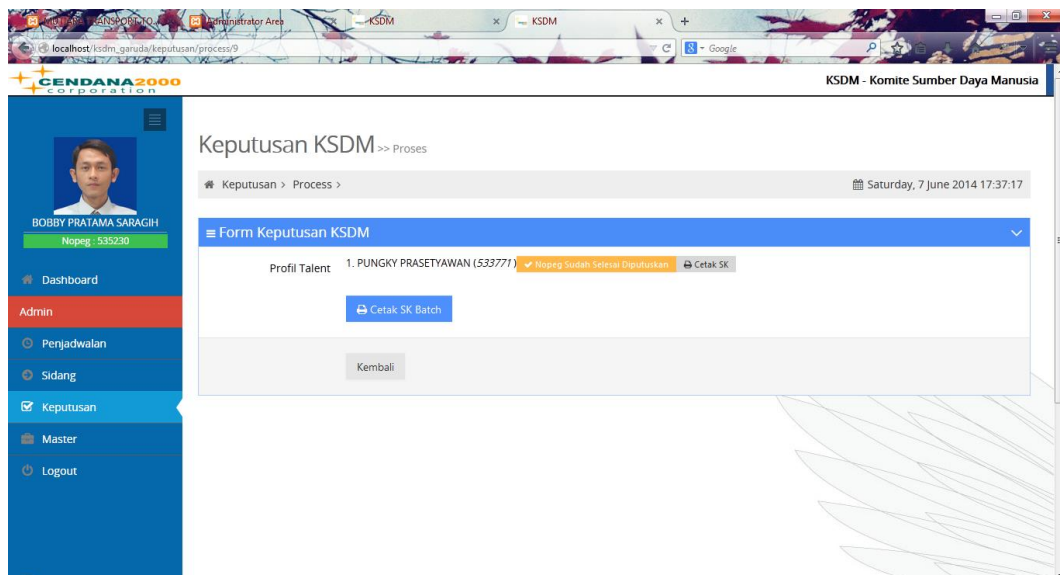 Administrator Area
KSDM
KSDM
localhost/ksdm_garuda/keputusan/process/9
Google
CENDANA2000
corporation
KSDM - Komite Sumber Daya Manusia
Keputusan KSDM >> Proses
Keputusan > Process >
Saturday, 7 June 2014 17:37:17
BOBBY PRATAMA SARAGIH
Nopeg : 535230
Form Keputusan KSDM
Profil Talent
1. PUNGKY PRASETYAWAN (533771)
Nopeg Sudah Selesai Diputuskan
Cetak SK
Cetak SK Batch
Kembali
Dashboard
Admin
Penjadwalan
Sidang
Keputusan
Master
Logout